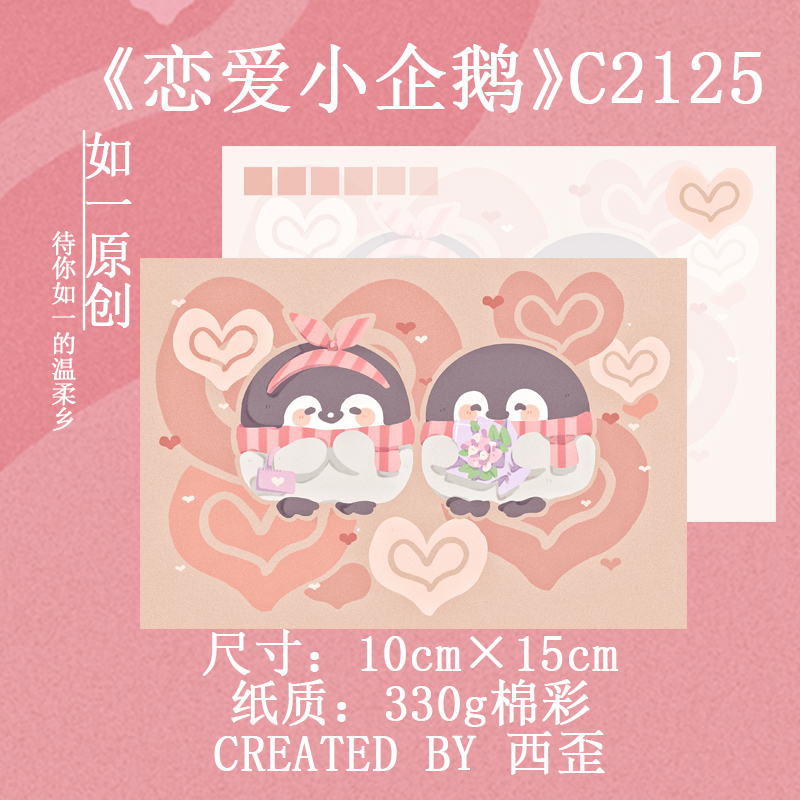 《恋爱小企鹅》C2125
如一原创
待你如一的温柔乡
尺寸：10cm×15cm
纸质：330g棉彩
CREATED BY 西歪